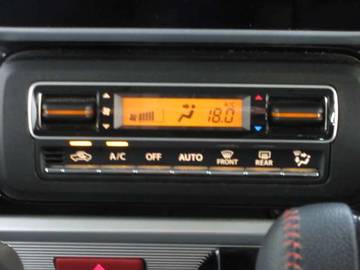 A/C
18.0
A/C OFF AUTO FRONT REAR